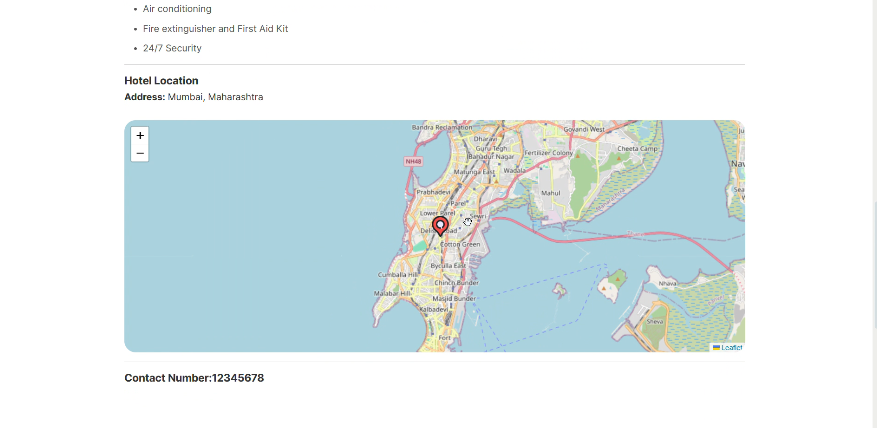 Air conditioning
Fire extinguisher and First Aid Kit
24/7 Security
Hotel Location
Address: Mumbai, Maharashtra
+
−
Bandra Reclamation
Dharavi
Govandi West
Guru Tegh
Bahadur Nagar
Fertilizer Colony
Cheeta Camp
NH48
Matunga East
Wadala
Prabhadevi
Mahul
Parel
Lower Parel
Sewri
Cotton Green
Byculla East
Cumballa Hill
Chinch Bunder
Nhava
Malabar Hill
Masjid Bunder
Kalbadevi
Sheva
Fort
Leaflet
Contact Number:12345678